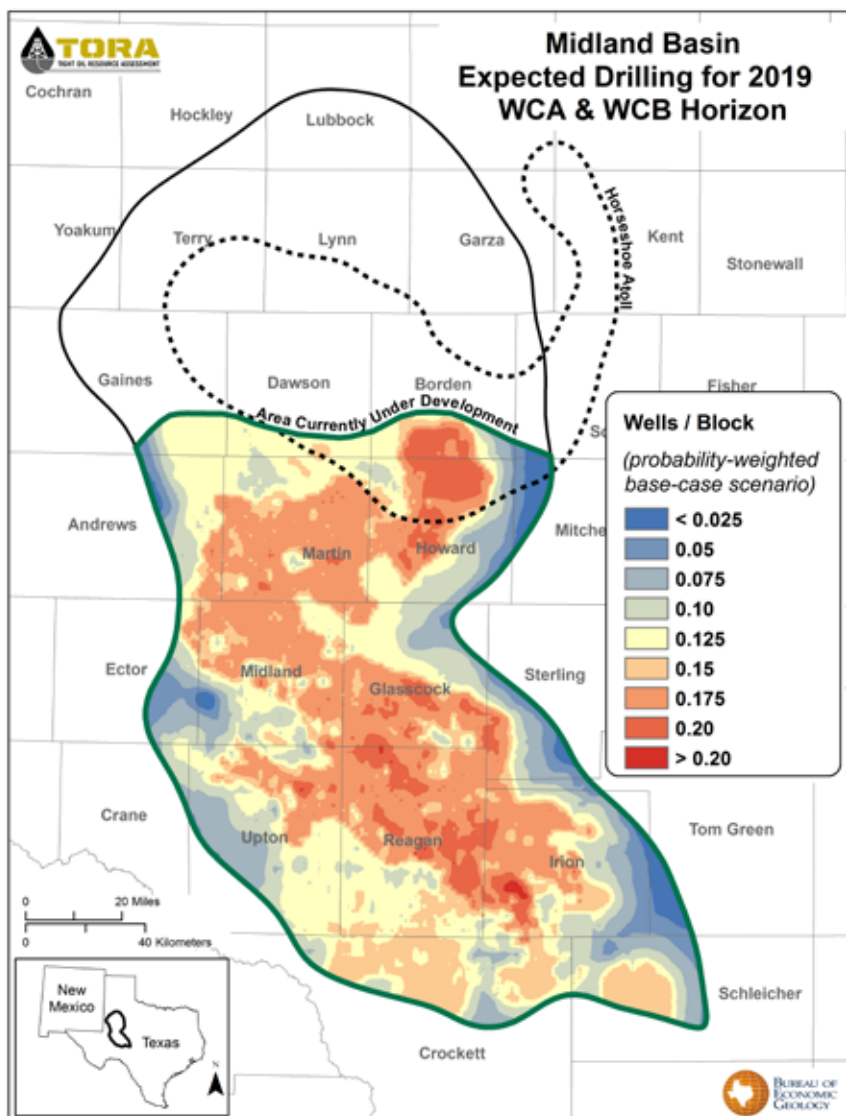 TORA
TIGHT OIL RESOURCE ASSESSMENT
Midland Basin
Expected Drilling for 2019
WCA & WCB Horizon
Cochran
Hockley
Lubbock
Yoakum
Terry
Lynn
Garza
Horseshoe Atoll
Kent
Stonewall
Gaines
Dawson
Borden
Fisher
Area Currently Under Development
Sc
Wells / Block
(probability-weighted
base-case scenario)
< 0.025
0.05
0.075
0.10
0.125
0.15
0.175
0.20
> 0.20
Andrews
Martin
Howard
Mitche
Ector
Midland
Glasscock
Sterling
Crane
Upton
Reagan
Irion
Tom Green
0 20 Miles
0 40 Kilometers
New
Mexico
Texas
N
Schleicher
Crockett
BUREAU OF
ECONOMIC
GEOLOGY